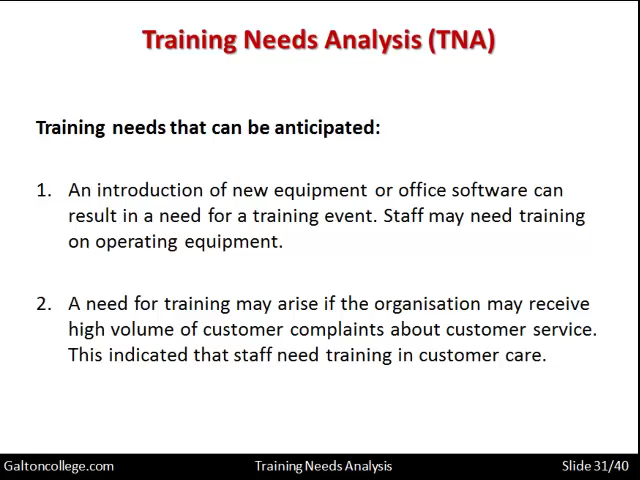 Training Needs Analysis (TNA)
Training needs that can be anticipated:
1. An introduction of new equipment or office software can
result in a need for a training event. Staff may need training
on operating equipment.
2. A need for training may arise if the organisation may receive
high volume of customer complaints about customer service.
This indicated that staff need training in customer care.
Galtoncollege.com Training Needs Analysis Slide 31/40